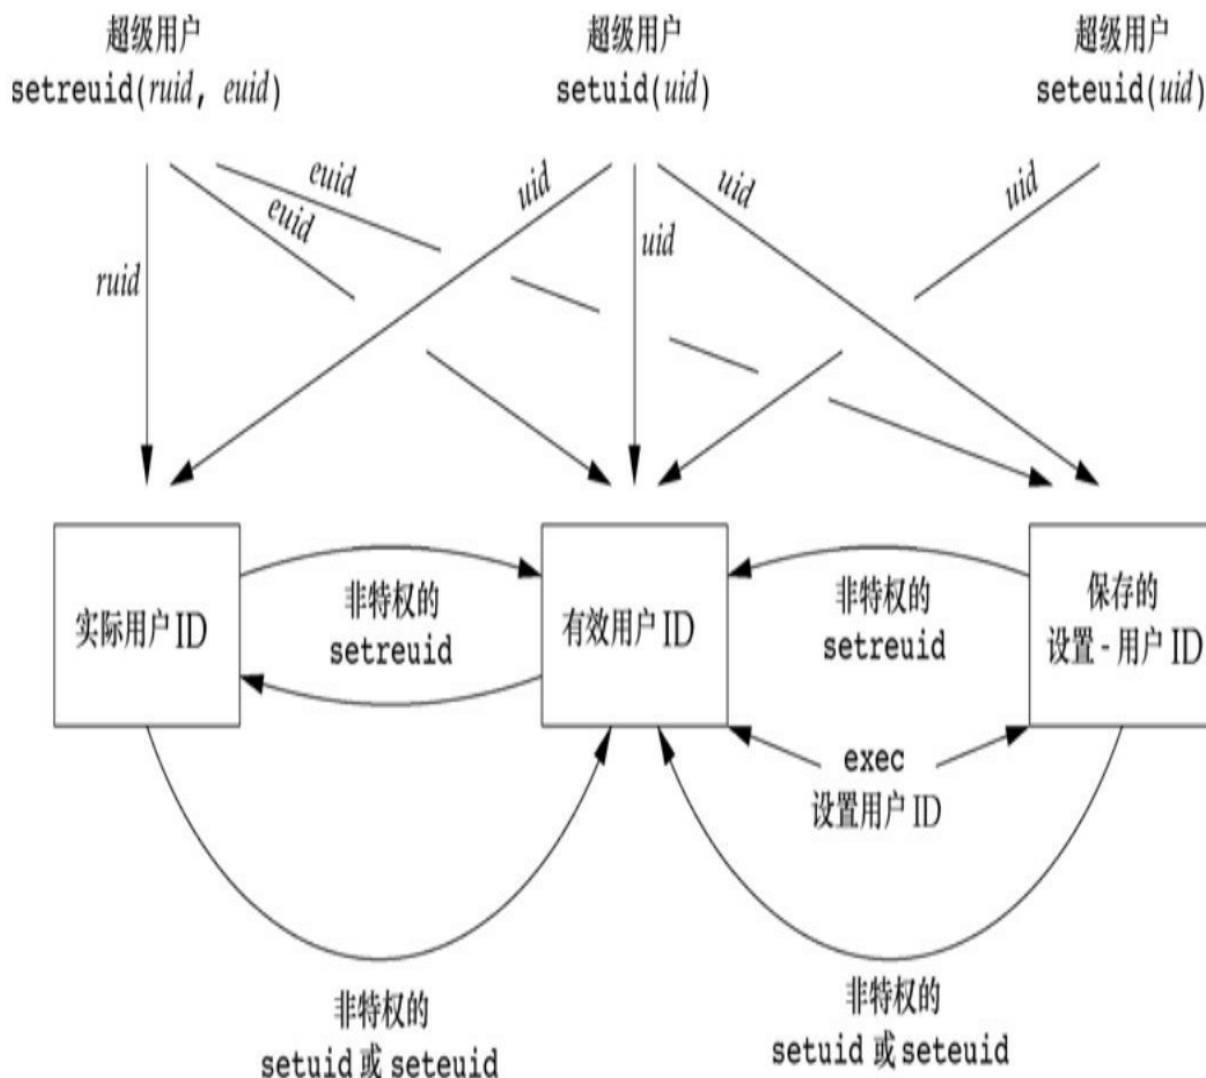 超级用户
setreuid(ruid, euid)
超级用户
setuid(uid)
超级用户
seteuid(uid)
euid
euid
ruid
uid
uid
uid
uid
实际用户 ID
非特权的
setreuid
有效用户 ID
非特权的
setreuid
保存的
设置 - 用户 ID
exec
设置用户 ID
非特权的
setuid 或 seteuid
非特权的
setuid 或 seteuid